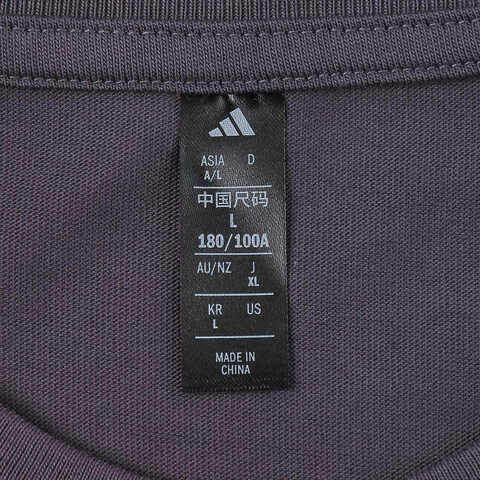 ASIA D
A/L
中国尺码
L
180/100A
AU/NZ J
XL
KR US
L
MADE IN
CHINA